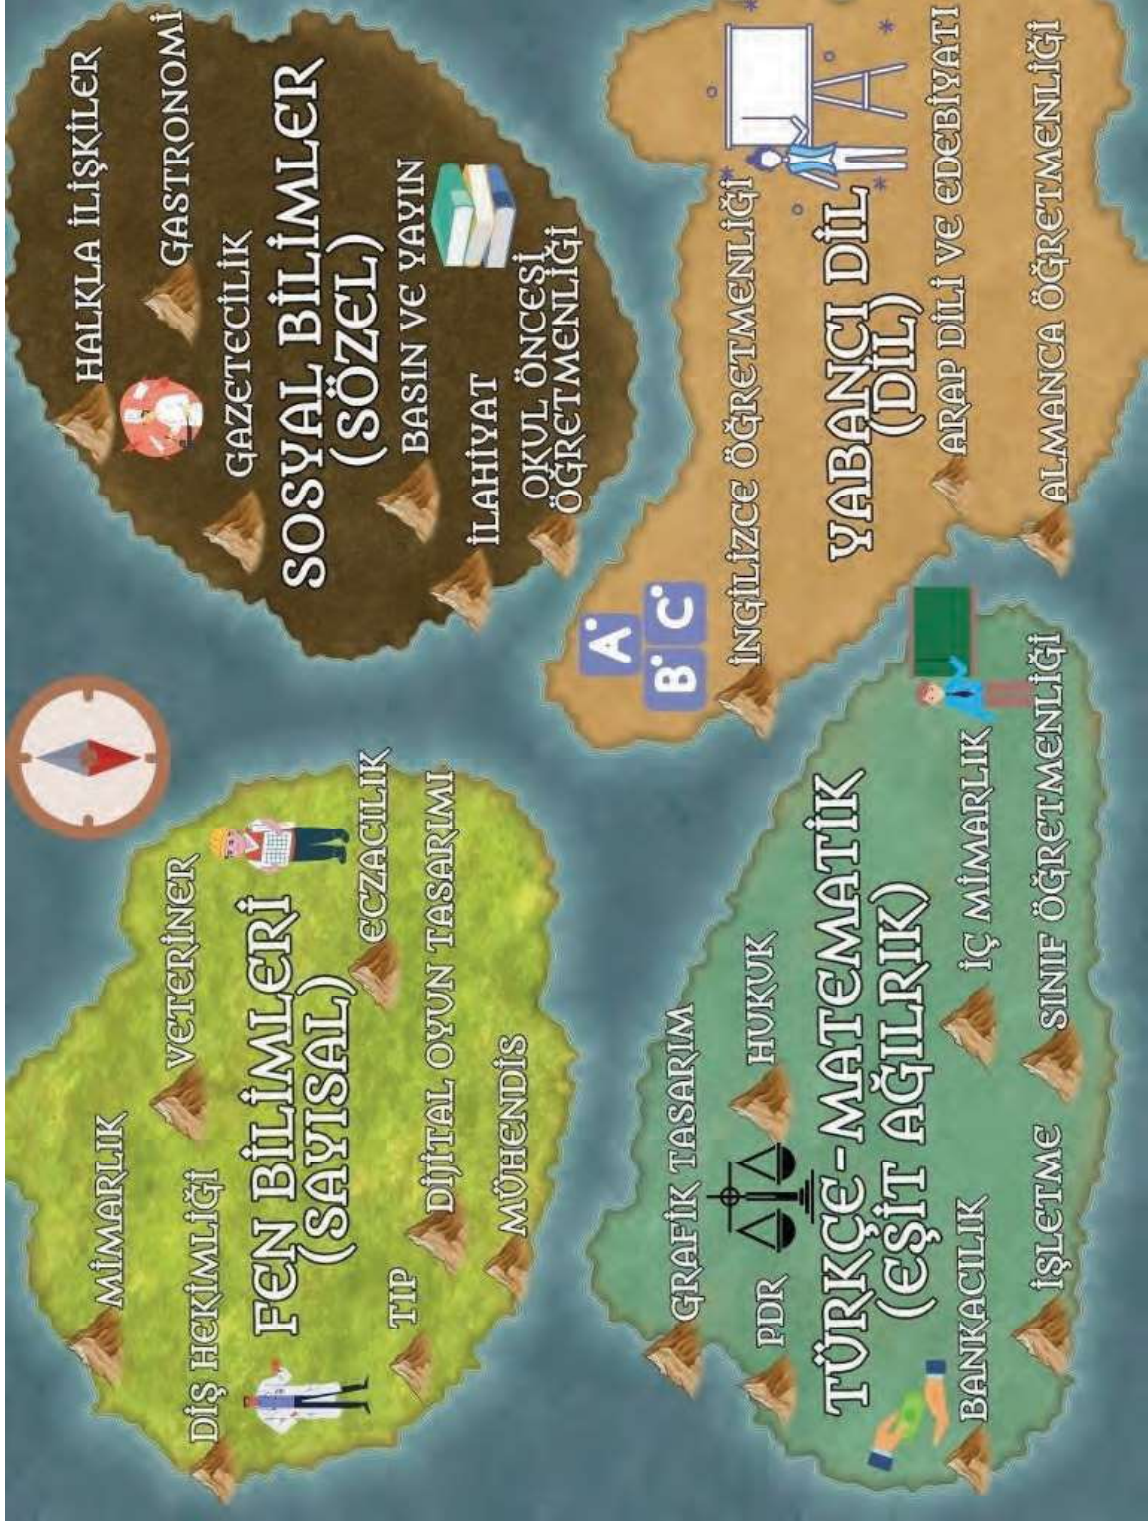 MİMARLIK
VETERİNER
DİŞ HEKİMLİĞİ
FEN BİLİMLERİ
(SAYISAL)
ECZACILIK
TIP
DİJİTAL OYUN TASARIMI
MÜHENDİS
HALKLA İLİŞKİLER
GASTRONOMİ
GAZETECİLİK
SOSYAL BİLİMLER
(SÖZEL)
BASIN VE YAYIN
İLAHİYAT
OKUL ÖNCESİ
ÖĞRETMENLİĞİ
GRAFİK TASARIM
HUKUK
PDR
TÜRKÇE-MATEMATİK
(EŞİT AĞILRIK)
İÇ MİMARLIK
BANKACILIK
SINIF ÖĞRETMENLİĞİ
İŞLETME
A
B C
İNGİLİZCE ÖĞRETMENLİĞİ
YABANCI DİL
(DİL)
ARAP DİLİ VE EDEBİYATI
ALMANCA ÖĞRETMENLİĞİ